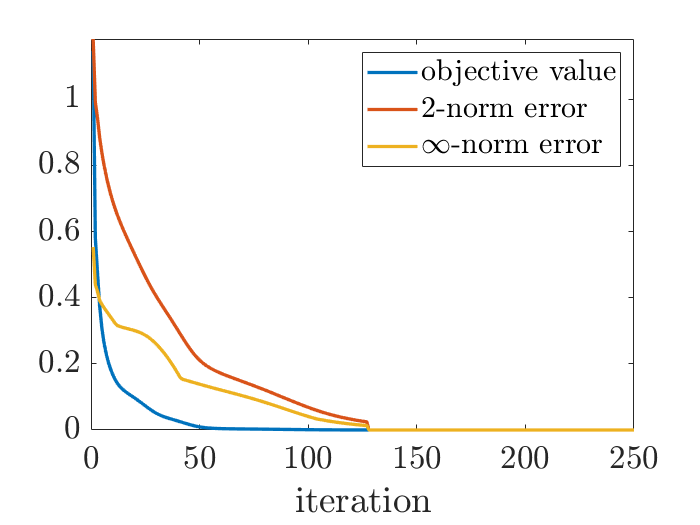 objective value
2-norm error
∞-norm error
1
0.8
0.6
0.4
0.2
0
0 50 100 150 200 250
iteration